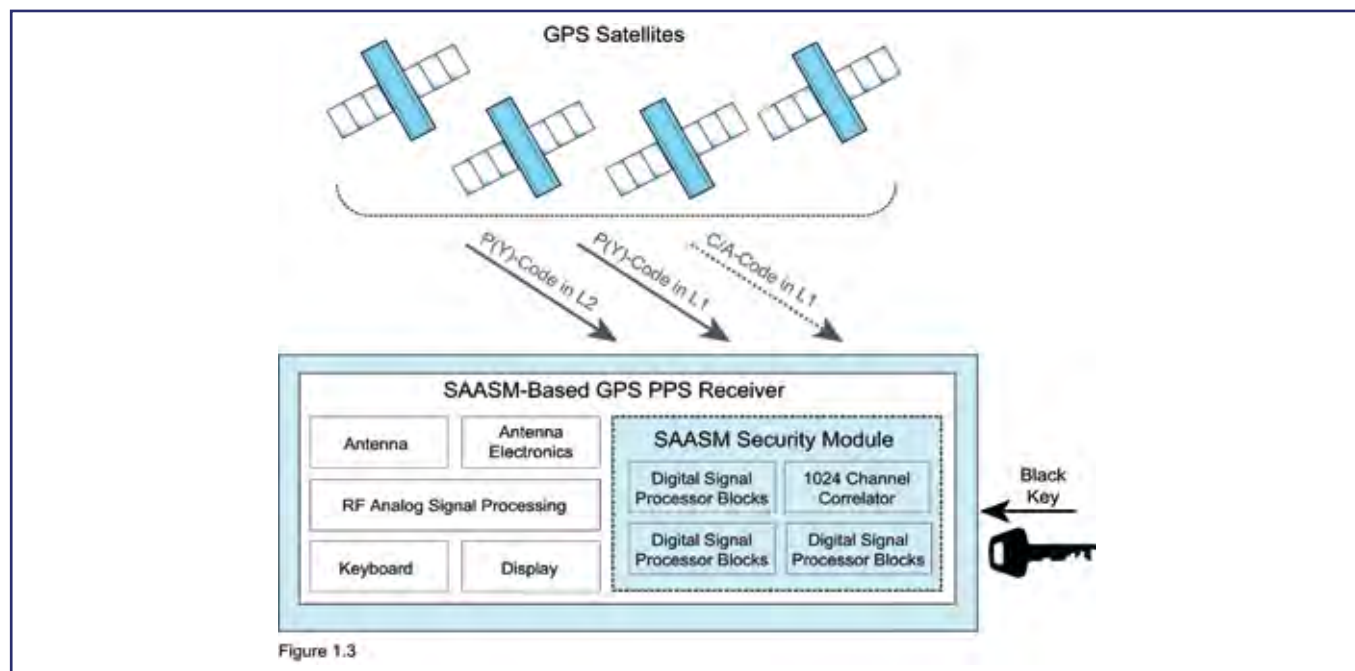 GPS Satellites
P(Y)-Code in L2
P(Y)-Code in L1
C/A-Code in L1
SAASM-Based GPS PPS Receiver
Antenna
Antenna
Electronics
RF Analog Signal Processing
Keyboard
Display
SAASM Security Module
Digital Signal
Processor Blocks
1024 Channel
Correlator
Digital Signal
Processor Blocks
Digital Signal
Processor Blocks
Black
Key
Figure 1.3